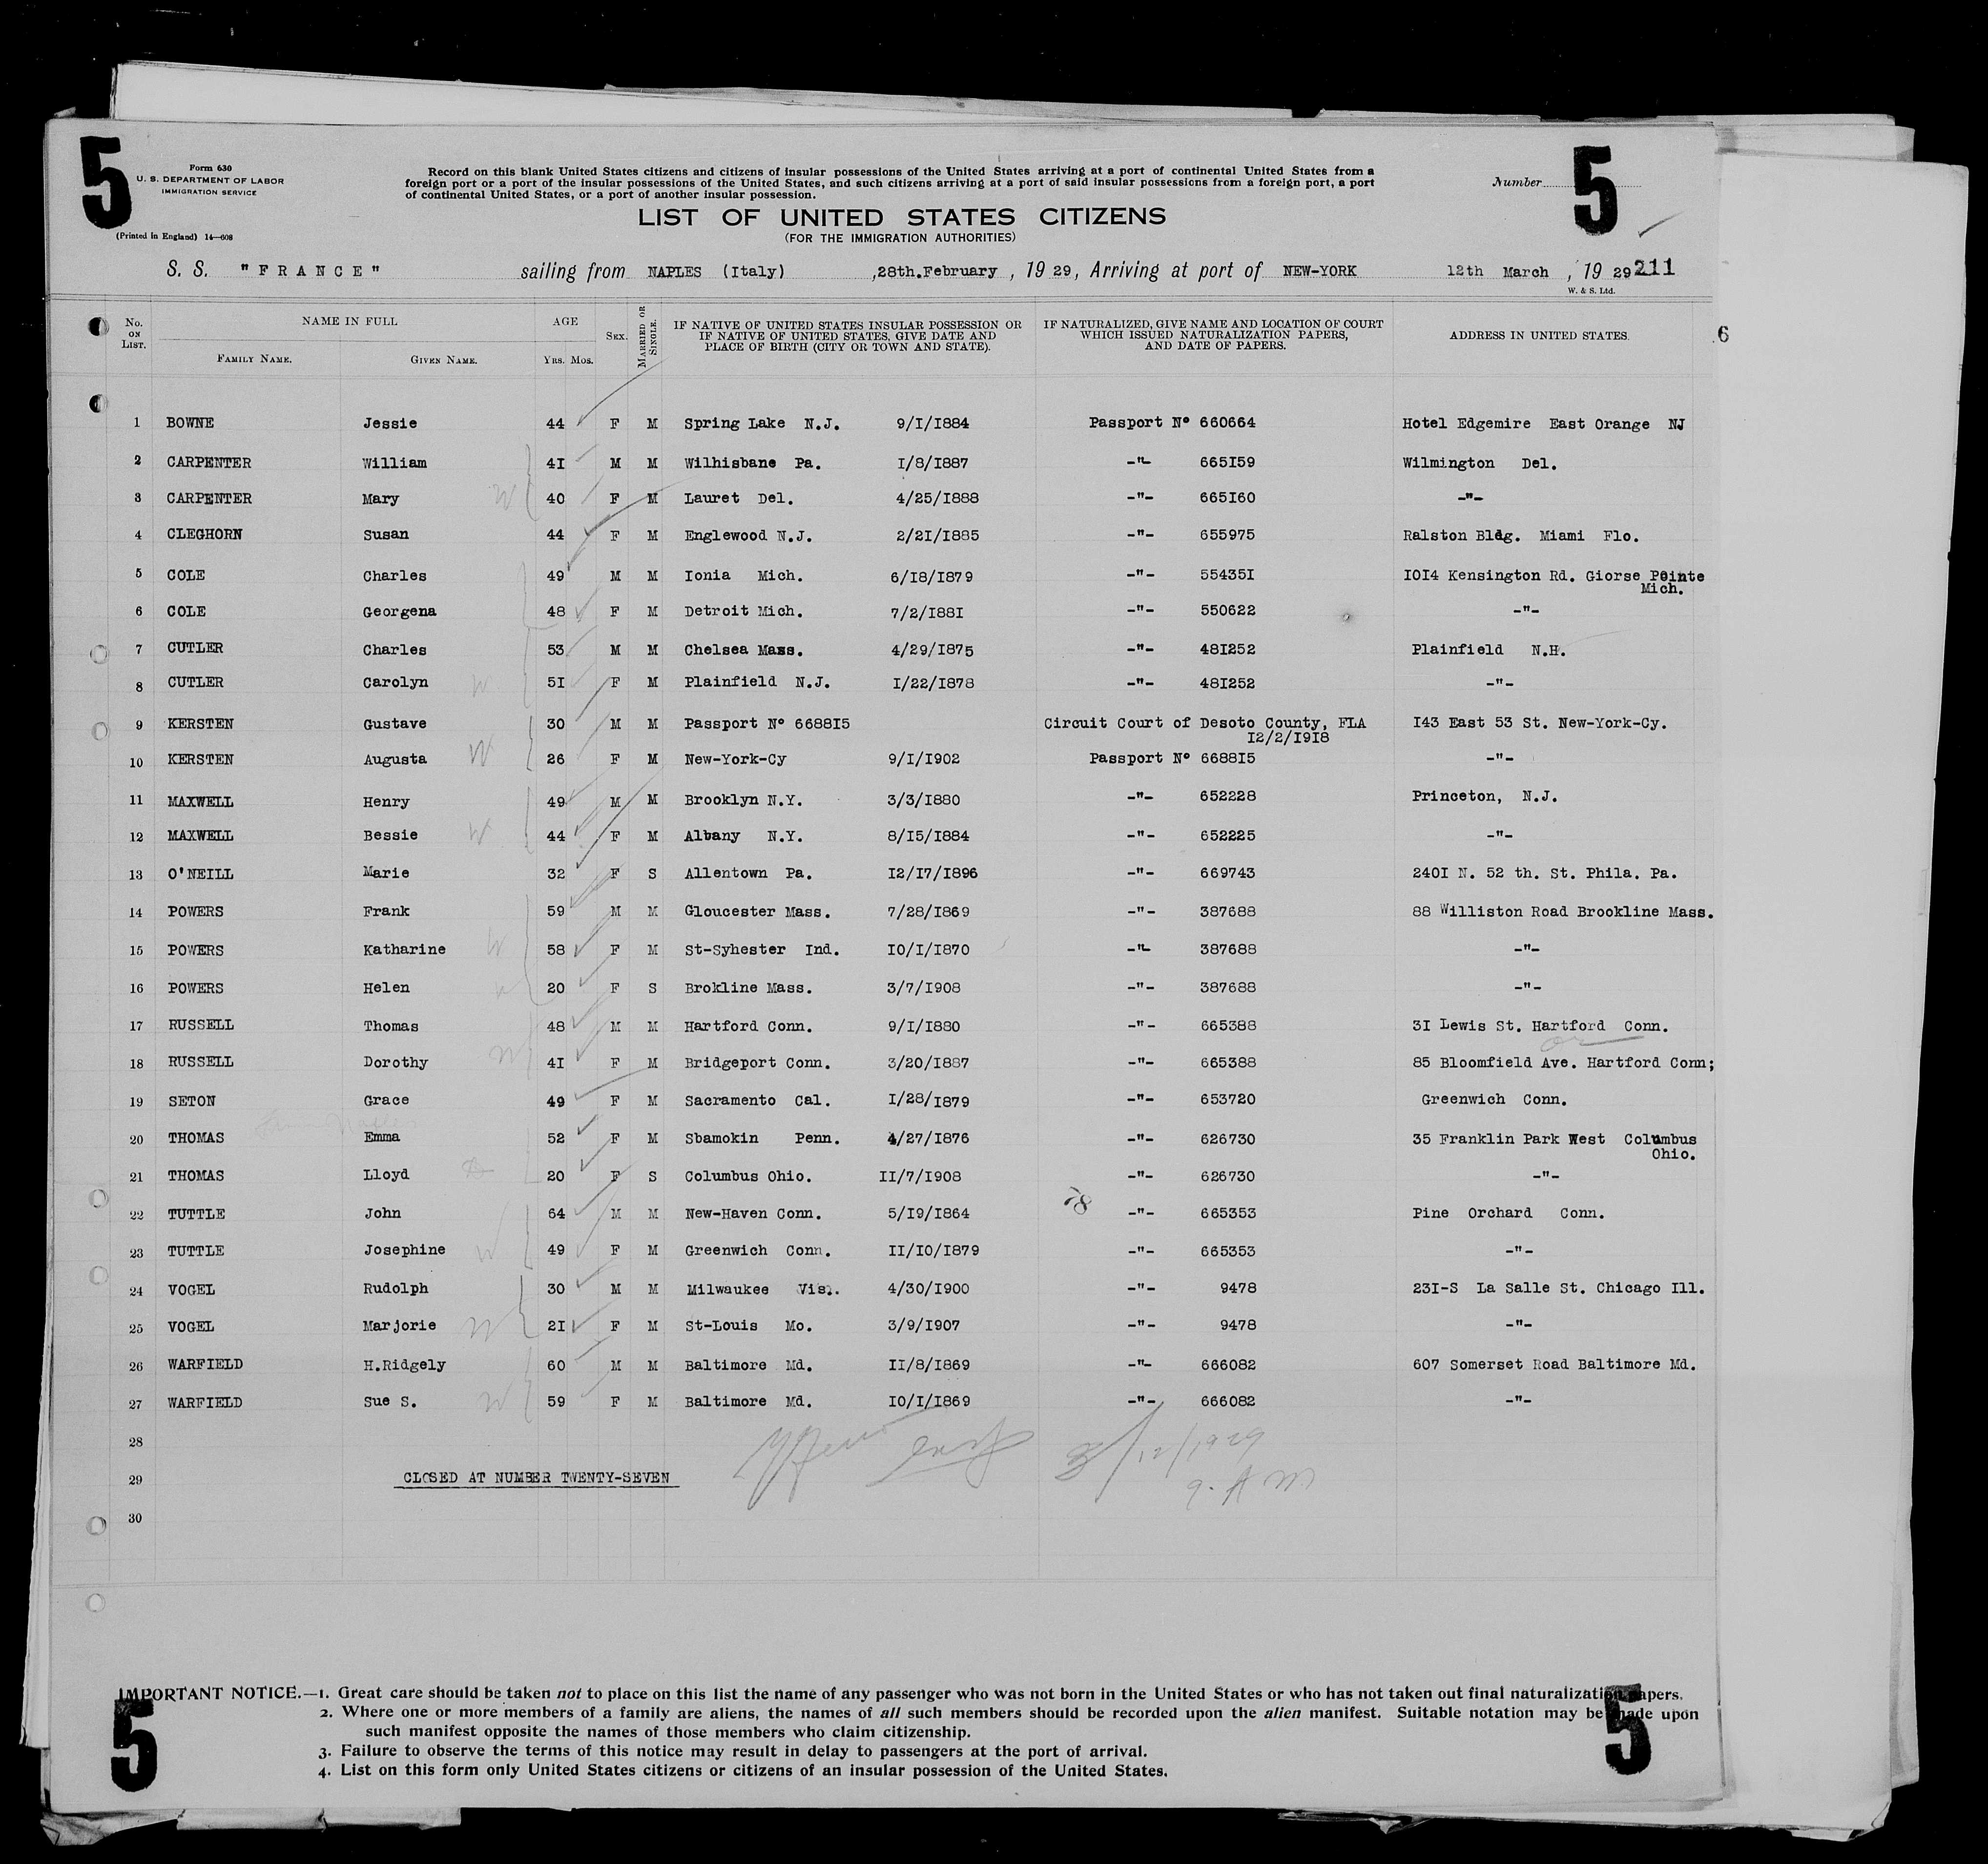 5
Form 630
U. S. DEPARTMENT OF LABOR
IMMIGRATION SERVICE
(Printed in England) 14—608
Record on this blank United States citizens and citizens of insular possessions of the United States arriving at a port of continental United States from a
foreign port or a port of the insular possessions of the United States, and such citizens arriving at a port of said insular possessions from a foreign port, a port
of continental United States, or a port of another insular possession.
Number 5
LIST OF UNITED STATES CITIZENS
(FOR THE IMMIGRATION AUTHORITIES)
S. S. "FRANCE" sailing from NAPLES (Italy) ,28th.February , 19 29, Arriving at port of NEW-YORK 12th March , 19 29 211
W. & S. Ltd.
No. ON LIST. NAME IN FULL FAMILY NAME. GIVEN NAME. AGE YRS. MOS. SEX. MARRIED OR SINGLE. IF NATIVE OF UNITED STATES INSULAR POSSESSION OR IF NATIVE OF UNITED STATES, GIVE DATE AND PLACE OF BIRTH (CITY OR TOWN AND STATE). IF NATURALIZED, GIVE NAME AND LOCATION OF COURT WHICH ISSUED NATURALIZATION PAPERS, AND DATE OF PAPERS. ADDRESS IN UNITED STATES.
6
1 BOWNE Jessie 44 F M Spring Lake N.J. 9/I/I884 Passport Nº 660664 Hotel Edgemire East Orange NJ
2 CARPENTER William 4I M M Wilhisbane Pa. I/8/I887 -"- 665I59 Wilmington Del.
3 CARPENTER Mary W 40 F M Lauret Del. 4/25/I888 -"- 665I60 -"-
4 CLEGHORN Susan 44 F M Englewood N.J. 2/2I/I885 -"- 655975 Ralston Bldg. Miami Flo.
5 COLE Charles 49 M M Ionia Mich. 6/I8/I879 -"- 55435I I0I4 Kensington Rd. Giorse Pointe
Mich.
6 COLE Georgena 48 F M Detroit Mich. 7/2/I88I -"- 550622 -"-
7 CUTLER Charles 53 M M Chelsea Mass. 4/29/I875 -"- 48I252 Plainfield N.H.
8 CUTLER Carolyn W 5I F M Plainfield N.J. I/22/I878 -"- 48I252 -"-
9 KERSTEN Gustave 30 M M Passport Nº 6688I5 Circuit Court of Desoto County, FLA I43 East 53 St. New-York-Cy.
I2/2/I9I8
10 KERSTEN Augusta W 26 F M New-York-Cy 9/I/I902 Passport Nº 6688I5 -"-
11 MAXWELL Henry 49 M M Brooklyn N.Y. 3/3/I880 -"- 652228 Princeton, N.J.
12 MAXWELL Bessie W 44 F M Albany N.Y. 8/I5/I884 -"- 652225 -"-
13 O'NEILL Marie 32 F S Allentown Pa. I2/I7/I896 -"- 669743 240I N. 52 th. St. Phila. Pa.
14 POWERS Frank 59 M M Gloucester Mass. 7/28/I869 -"- 387688 88 Williston Road Brookline Mass.
15 POWERS Katharine W 58 F M St-Syhester Ind. I0/I/I870 -"- 387688 -"-
16 POWERS Helen 20 F S Brokline Mass. 3/7/I908 -"- 387688 -"-
17 RUSSELL Thomas 48 M M Hartford Conn. 9/I/I880 -"- 665388 3I Lewis St. Hartford Conn.
or
18 RUSSELL Dorothy W 4I F M Bridgeport Conn. 3/20/I887 -"- 665388 85 Bloomfield Ave. Hartford Conn;
19 SETON Grace 49 F M Sacramento Cal. I/28/I879 -"- 653720 Greenwich Conn.
20 THOMAS Emma 52 F M Sbamokin Penn. 4/27/I876 -"- 626730 35 Franklin Park West Columbus
Ohio.
21 THOMAS Lloyd 20 F S Columbus Ohio. II/7/I908 -"- 626730 -"-
22 TUTTLE John 64 M M New-Haven Conn. 5/I9/I864 -"- 665353 Pine Orchard Conn.
23 TUTTLE Josephine W 49 F M Greenwich Conn. II/I0/I879 -"- 665353 -"-
24 VOGEL Rudolph 30 M M Milwaukee Vis. 4/30/I900 -"- 9478 23I-S La Salle St. Chicago Ill.
25 VOGEL Marjorie W 2I F M St-Louis Mo. 3/9/I907 -"- 9478 -"-
26 WARFIELD H.Ridgely 60 M M Baltimore Md. II/8/I869 -"- 666082 607 Somerset Road Baltimore Md.
27 WARFIELD Sue S. W 59 F M Baltimore Md. I0/I/I869 -"- 666082 -"-
28
3/12/1929
29 CLOSED AT NUMBER TWENTY-SEVEN
9. A M
30
IMPORTANT NOTICE.—1. Great care should be taken not to place on this list the name of any passenger who was not born in the United States or who has not taken out final naturalization papers.
2. Where one or more members of a family are aliens, the names of all such members should be recorded upon the alien manifest. Suitable notation may be made upon
such manifest opposite the names of those members who claim citizenship.
3. Failure to observe the terms of this notice may result in delay to passengers at the port of arrival.
4. List on this form only United States citizens or citizens of an insular possession of the United States.
5
5